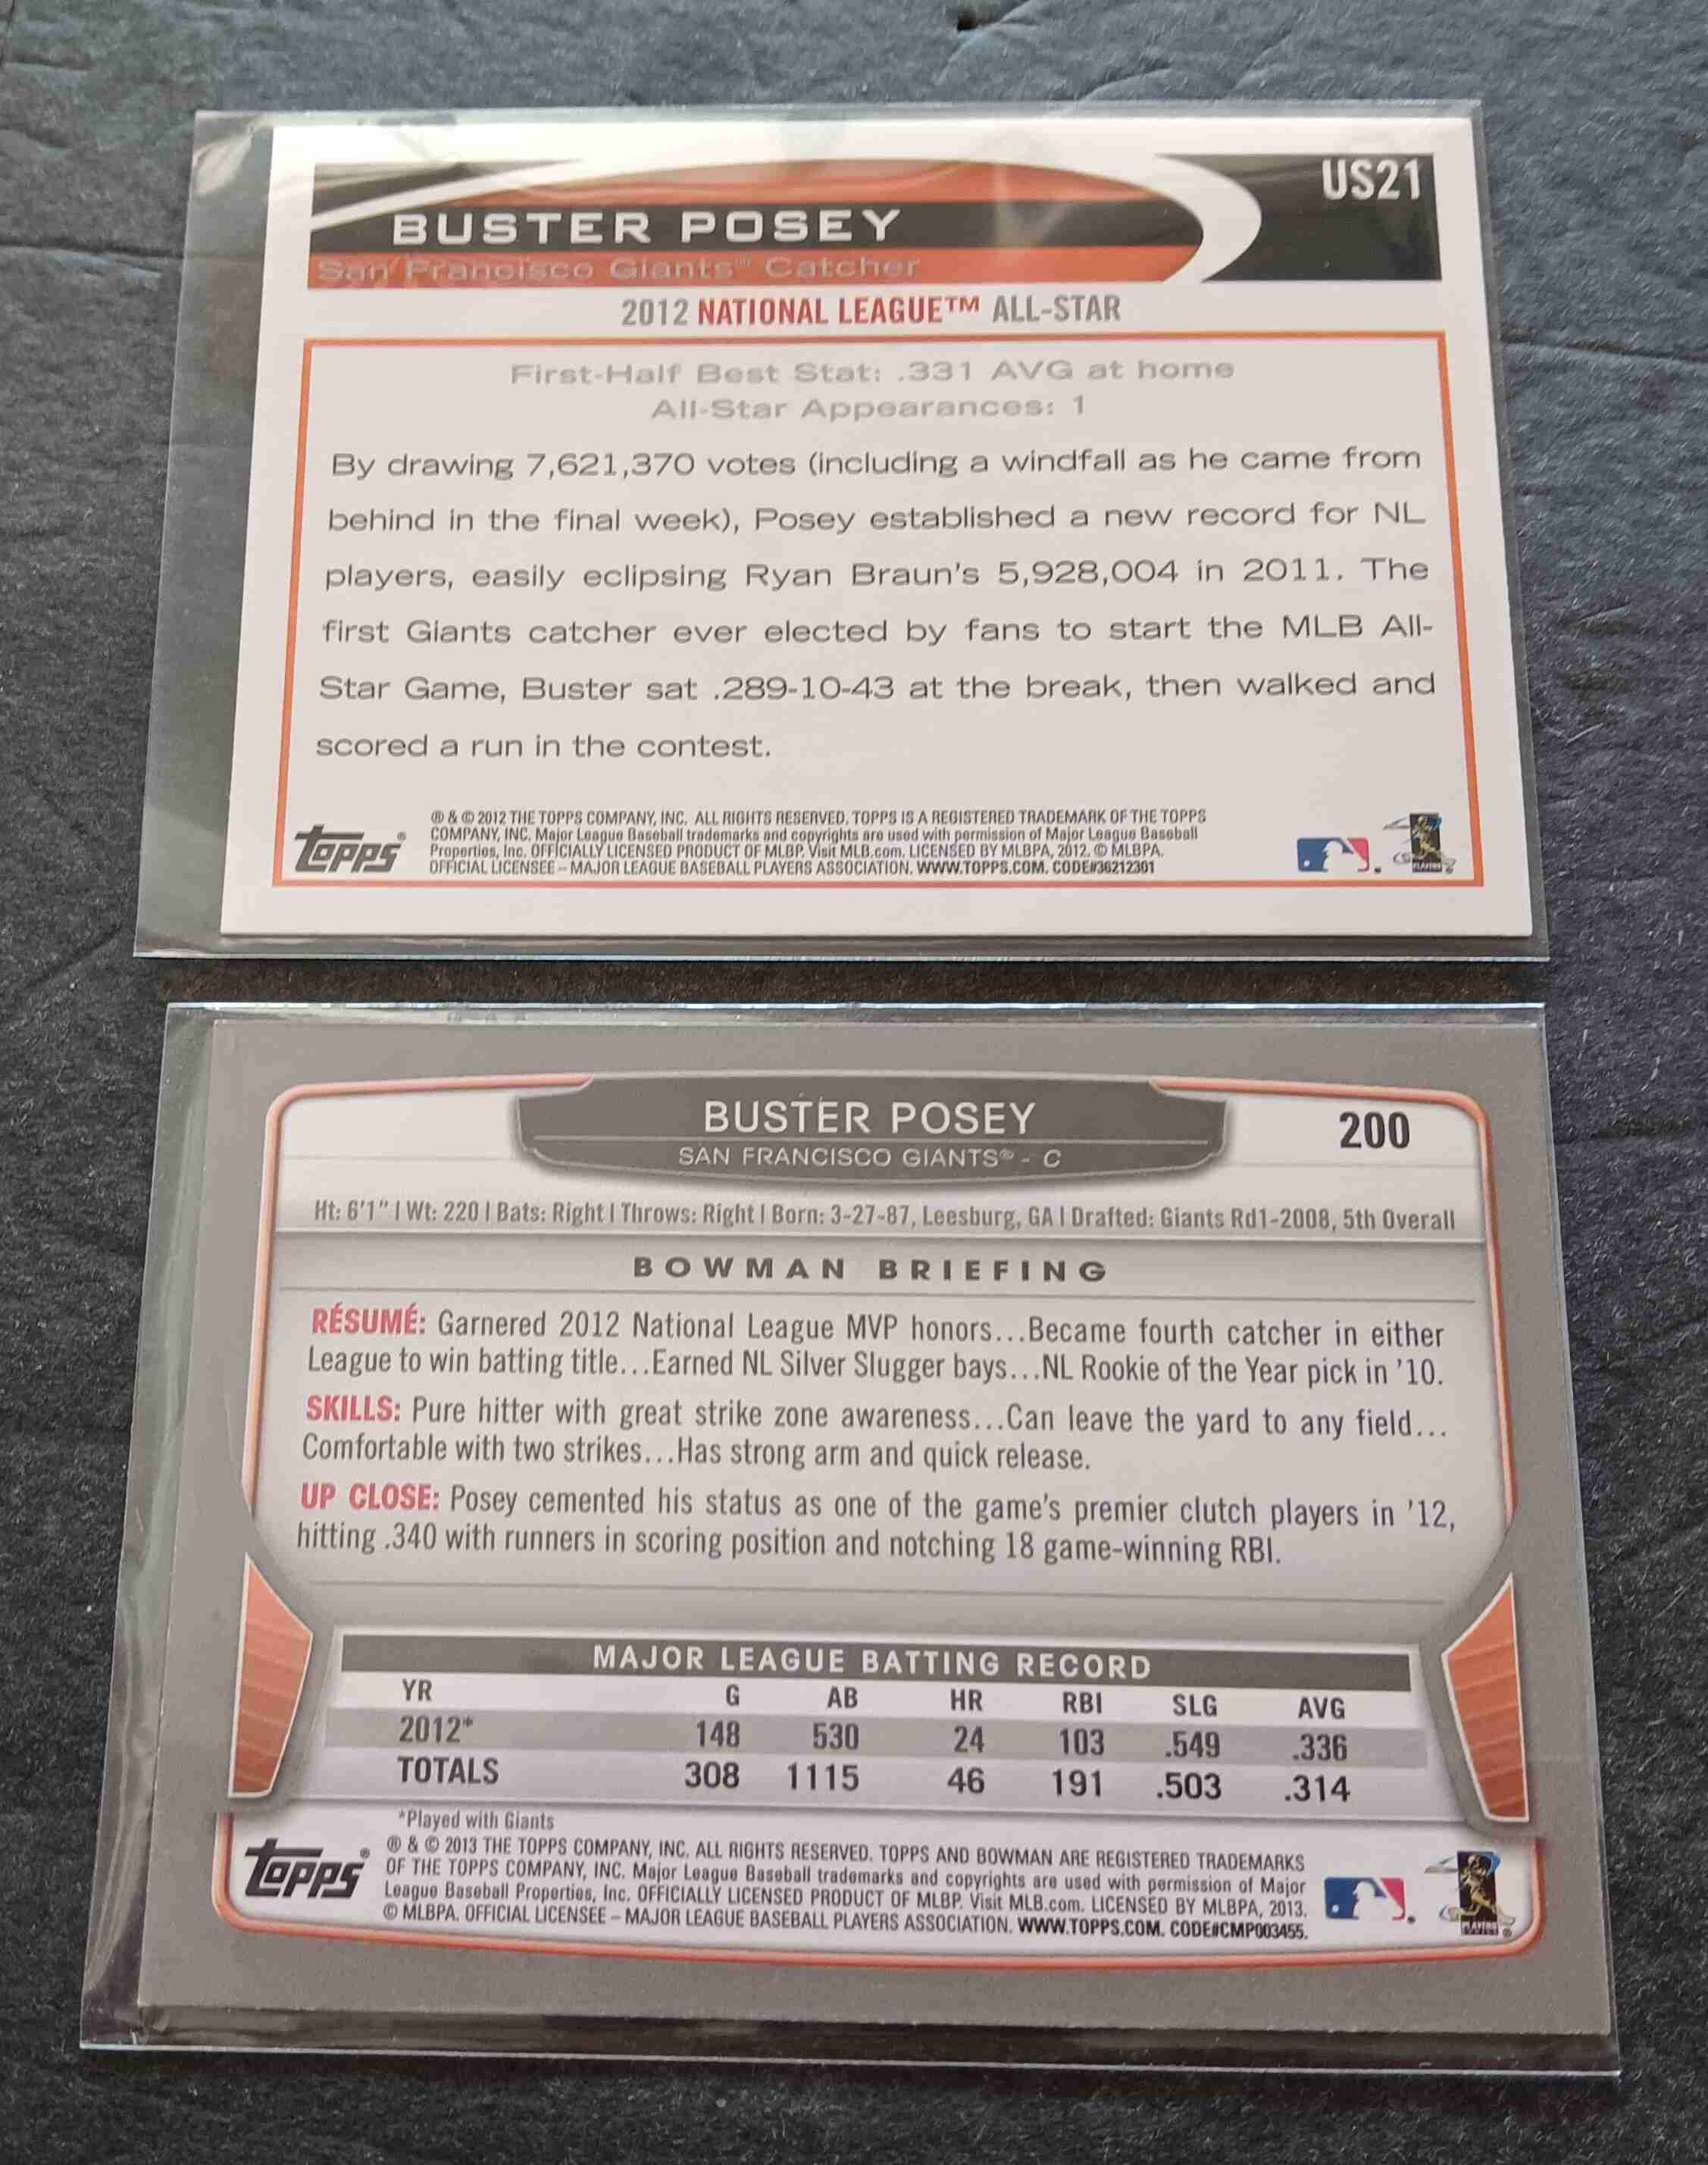 US21
BUSTER POSEY
San Francisco Giants™ Catcher
2012 NATIONAL LEAGUE™ ALL-STAR
First-Half Best Stat: .331 AVG at home
All-Star Appearances: 1
By drawing 7,621,370 votes (including a windfall as he came from
behind in the final week), Posey established a new record for NL
players, easily eclipsing Ryan Braun's 5,928,004 in 2011. The
first Giants catcher ever elected by fans to start the MLB All-
Star Game, Buster sat .289-10-43 at the break, then walked and
scored a run in the contest.
Topps®
® & © 2012 THE TOPPS COMPANY, INC. ALL RIGHTS RESERVED. TOPPS IS A REGISTERED TRADEMARK OF THE TOPPS
COMPANY, INC. Major League Baseball trademarks and copyrights are used with permission of Major League Baseball
Properties, Inc. OFFICIALLY LICENSED PRODUCT OF MLBP. Visit MLB.com. LICENSED BY MLBPA, 2012. © MLBPA.
OFFICIAL LICENSEE – MAJOR LEAGUE BASEBALL PLAYERS ASSOCIATION. WWW.TOPPS.COM. CODE#36212301
PLAYERS
BUSTER POSEY
200
SAN FRANCISCO GIANTS® - C
Ht: 6'1" | Wt: 220 | Bats: Right | Throws: Right | Born: 3-27-87, Leesburg, GA | Drafted: Giants Rd1-2008, 5th Overall
BOWMAN BRIEFING
RÉSUMÉ: Garnered 2012 National League MVP honors...Became fourth catcher in either
League to win batting title...Earned NL Silver Slugger bays...NL Rookie of the Year pick in '10.
SKILLS: Pure hitter with great strike zone awareness...Can leave the yard to any field...
Comfortable with two strikes...Has strong arm and quick release.
UP CLOSE: Posey cemented his status as one of the game's premier clutch players in '12,
hitting .340 with runners in scoring position and notching 18 game-winning RBI.
MAJOR LEAGUE BATTING RECORD
YR G AB HR RBI SLG AVG
2012* 148 530 24 103 .549 .336
TOTALS 308 1115 46 191 .503 .314
*Played with Giants
Topps®
® & © 2013 THE TOPPS COMPANY, INC. ALL RIGHTS RESERVED. TOPPS AND BOWMAN ARE REGISTERED TRADEMARKS
OF THE TOPPS COMPANY, INC. Major League Baseball trademarks and copyrights are used with permission of Major
League Baseball Properties, Inc. OFFICIALLY LICENSED PRODUCT OF MLBP. Visit MLB.com. LICENSED BY MLBPA, 2013.
© MLBPA. OFFICIAL LICENSEE – MAJOR LEAGUE BASEBALL PLAYERS ASSOCIATION. WWW.TOPPS.COM. CODE#CMP003455.
PLAYERS